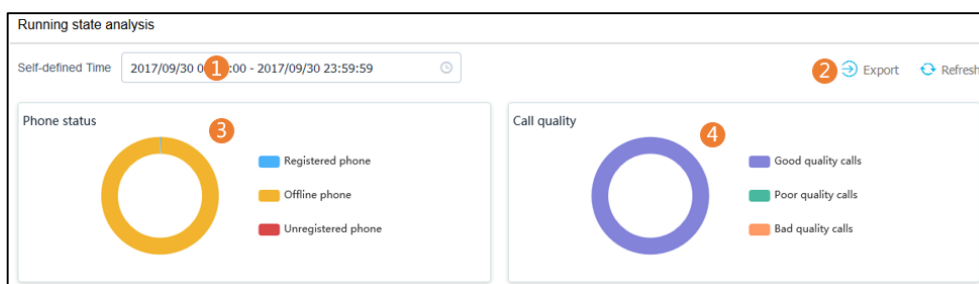 Running state analysis
Self-defined Time 2017/09/30 0 1 :00 - 2017/09/30 23:59:59 2 Export Refresh
Phone status 3
Registered phone
Offline phone
Unregistered phone
Call quality 4
Good quality calls
Poor quality calls
Bad quality calls